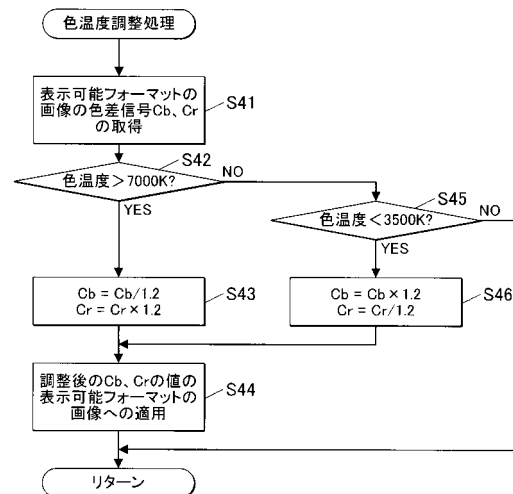 色温度調整処理
表示可能フォーマットの
画像の色差信号Cb、Cr
の取得
S41
S42
色温度>7000K?
NO
YES
S45
色温度<3500K?
NO
YES
Cb = Cb/1.2
Cr = Cr×1.2
S43
Cb = Cb×1.2
Cr = Cr/1.2
S46
調整後のCb、Crの値の
表示可能フォーマットの
画像への適用
S44
リターン